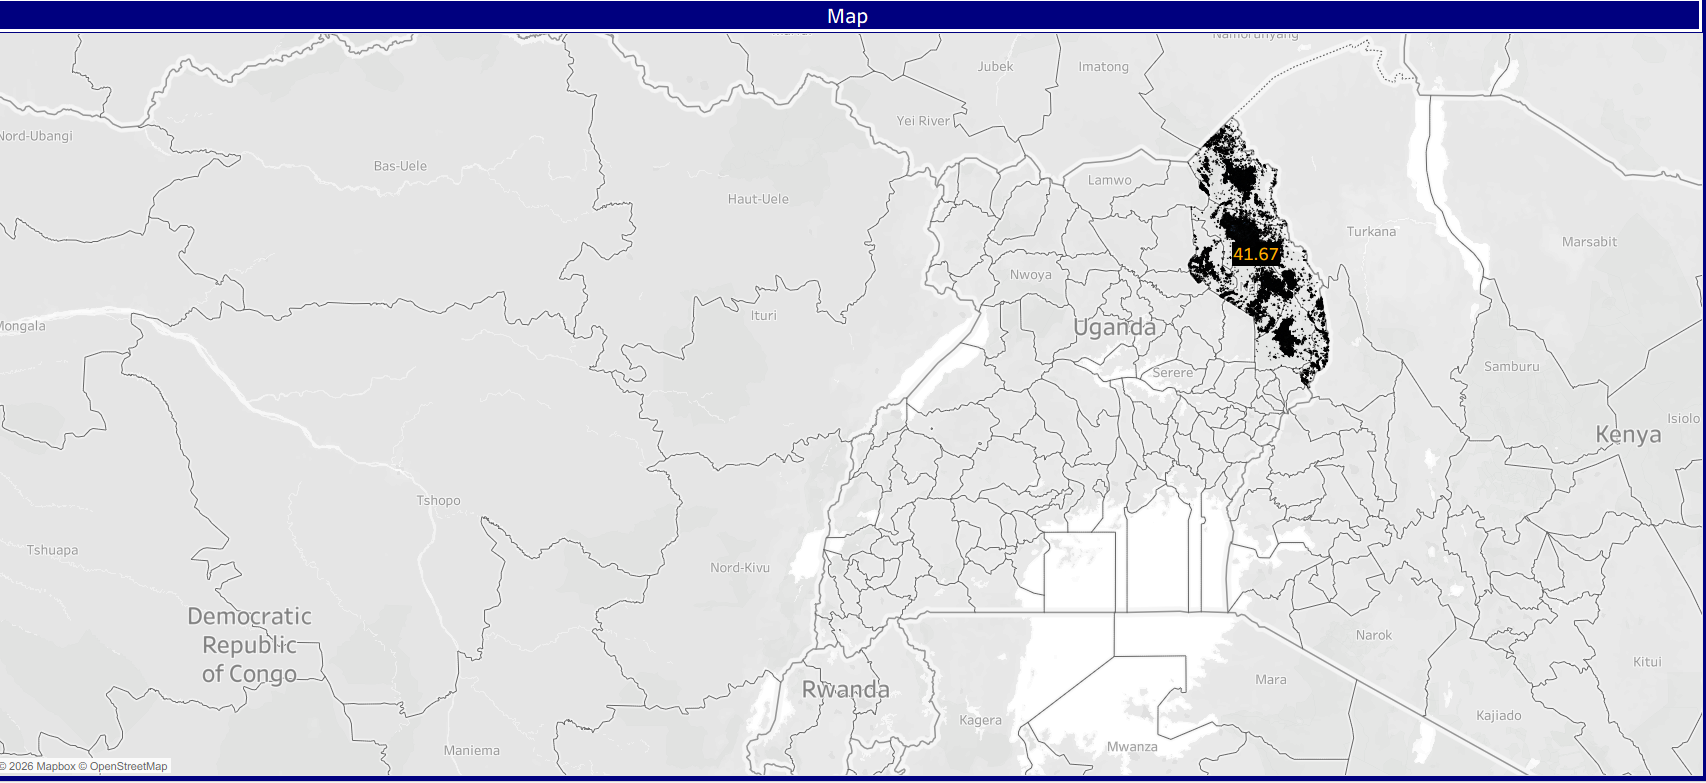 Map
Namorunyang
Jubek
Imatong
Yei River
Nord-Ubangi
Bas-Uele
Haut-Uele
Lamwo
Turkana
Marsabit
41.67
Nwoya
Ituri
Mongala
Uganda
Serere
Samburu
Isiolo
Kenya
Tshopo
Tshuapa
Nord-Kivu
Democratic
Republic
of Congo
Narok
Kitui
Rwanda
Mara
Kagera
Kajiado
Mwanza
Maniema
© 2026 Mapbox © OpenStreetMap